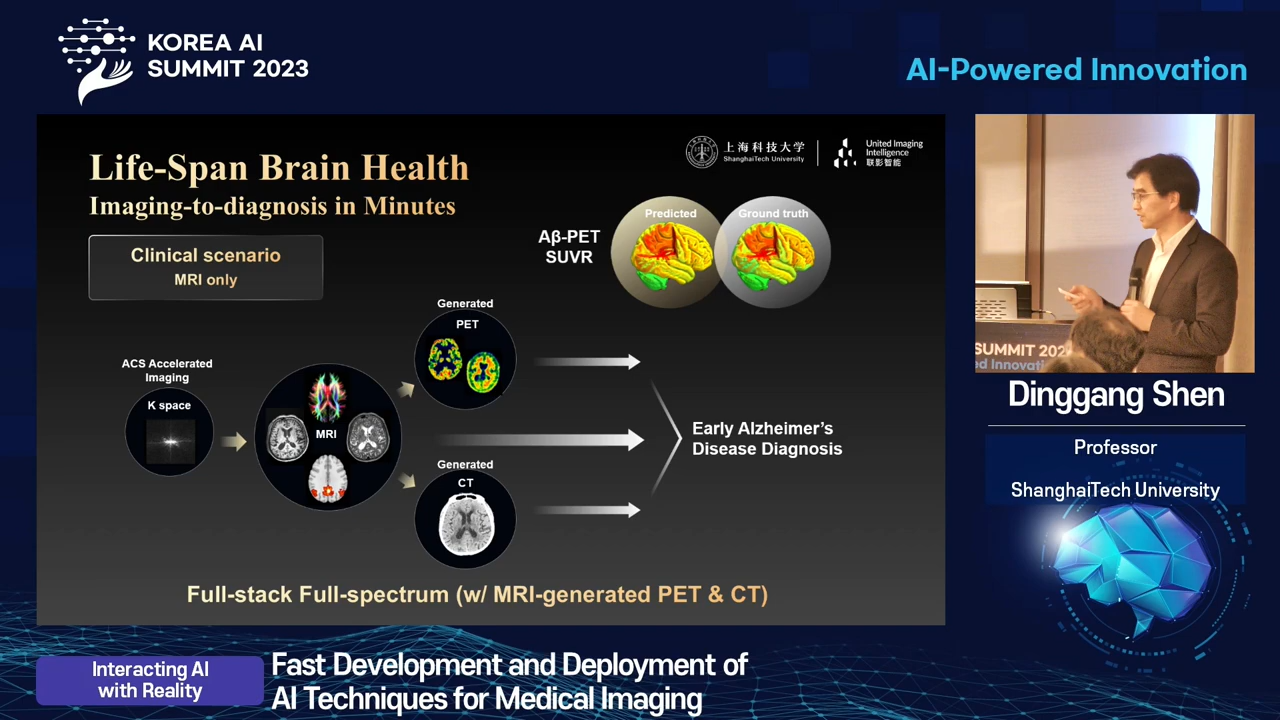 KOREA AI
SUMMIT 2023
AI-Powered Innovation
Life-Span Brain Health
Imaging-to-diagnosis in Minutes
上海科技大学
ShanghaiTech University
United Imaging
Intelligence
联影智能
Clinical scenario
MRI only
Aβ-PET
SUVR
Predicted
Ground truth
ACS Accelerated
Imaging
K space
MRI
Generated
PET
Generated
CT
Early Alzheimer's
Disease Diagnosis
Full-stack Full-spectrum (w/ MRI-generated PET & CT)
SUMMIT 202
ed Innovati
Dinggang Shen
Professor
ShanghaiTech University
Interacting AI
with Reality
Fast Development and Deployment of
AI Techniques for Medical Imaging